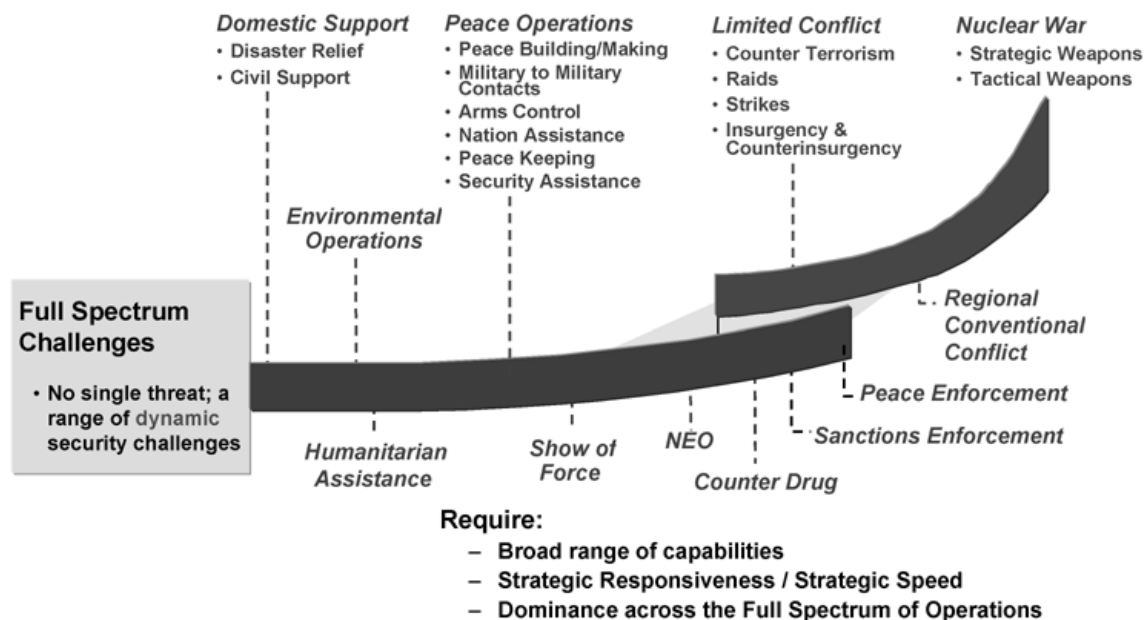 Domestic Support
• Disaster Relief
• Civil Support
Peace Operations
• Peace Building/Making
• Military to Military
Contacts
• Arms Control
• Nation Assistance
• Peace Keeping
• Security Assistance
Limited Conflict
• Counter Terrorism
• Raids
• Strikes
• Insurgency &
Counterinsurgency
Nuclear War
• Strategic Weapons
• Tactical Weapons
Environmental
Operations
Full Spectrum
Challenges
• No single threat; a
range of dynamic
security challenges
Humanitarian
Assistance
Show of
Force
NEO
Counter Drug
Sanctions Enforcement
Peace Enforcement
Regional
Conventional
Conflict
Require:
– Broad range of capabilities
– Strategic Responsiveness / Strategic Speed
– Dominance across the Full Spectrum of Operations